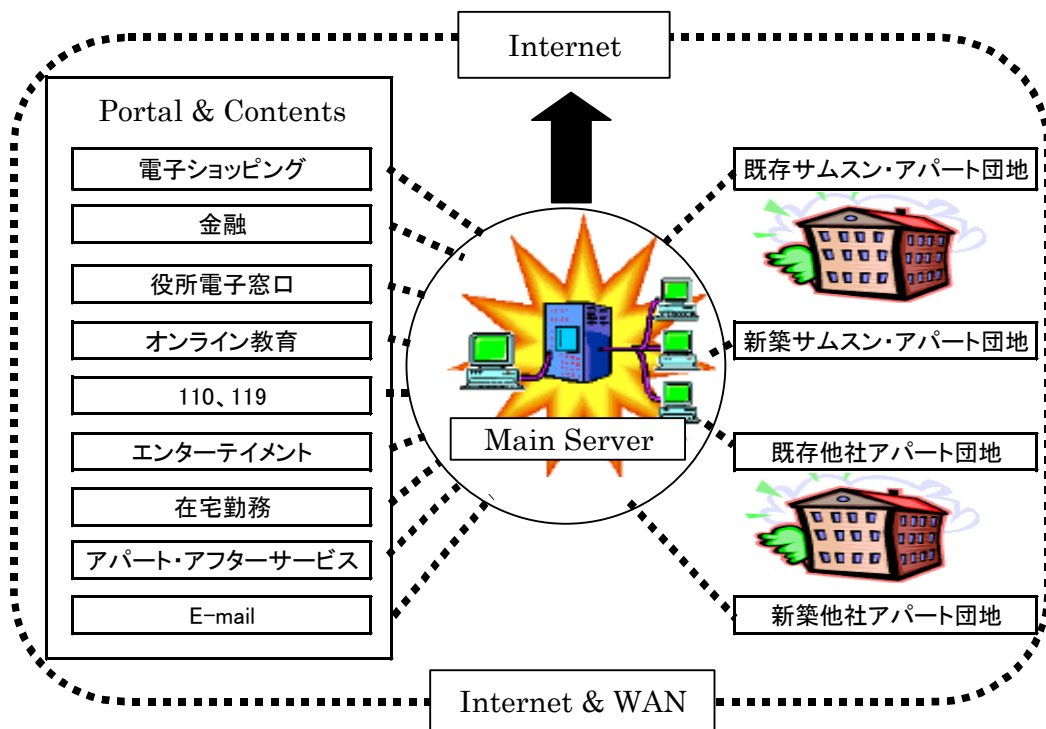 Internet
Portal & Contents
電子ショッピング
金融
役所電子窓口
オンライン教育
110、119
エンターテイメント
在宅勤務
アパート・アフターサービス
E-mail
Main Server
既存サムスン・アパート団地
新築サムスン・アパート団地
既存他社アパート団地
新築他社アパート団地
Internet & WAN